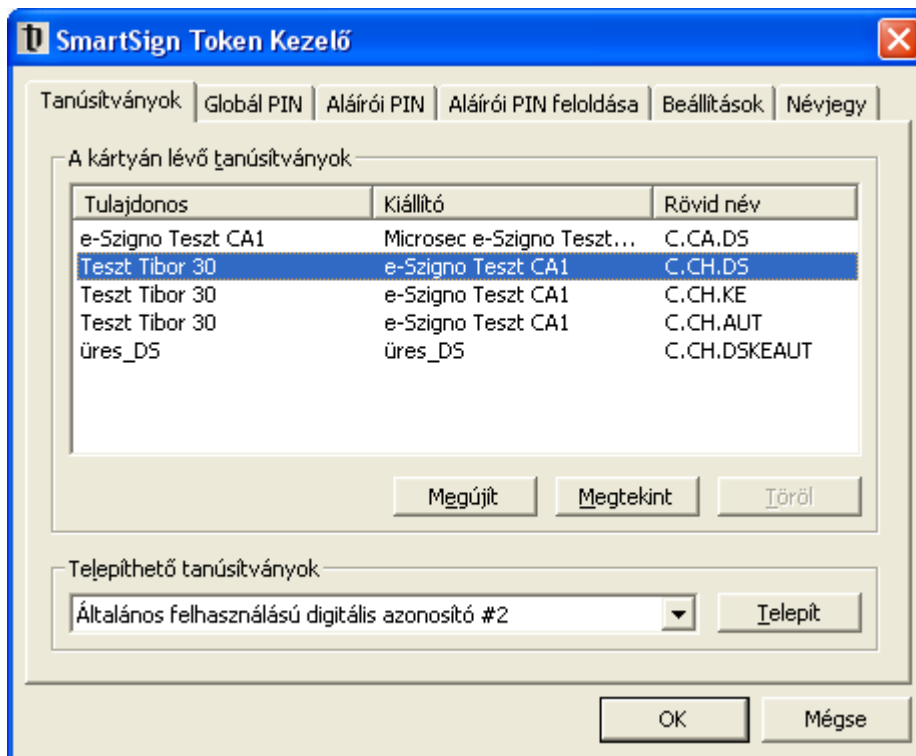 SmartSign Token Kezelő
Tanúsítványok Globál PIN Aláírói PIN Aláírói PIN feloldása Beállítások Névjegy
A kártyán lévő tanúsítványok
Tulajdonos Kiállító Rövid név
e-Szigno Teszt CA1 Microsec e-Szigno Teszt... C.CA.DS
Teszt Tibor 30 e-Szigno Teszt CA1 C.CH.DS
Teszt Tibor 30 e-Szigno Teszt CA1 C.CH.KE
Teszt Tibor 30 e-Szigno Teszt CA1 C.CH.AUT
üres_DS üres_DS C.CH.DSKEAUT
Megújít Megtekint Töröl
Telepíthető tanúsítványok
Általános felhasználású digitális azonosító #2 Telepít
OK Mégse